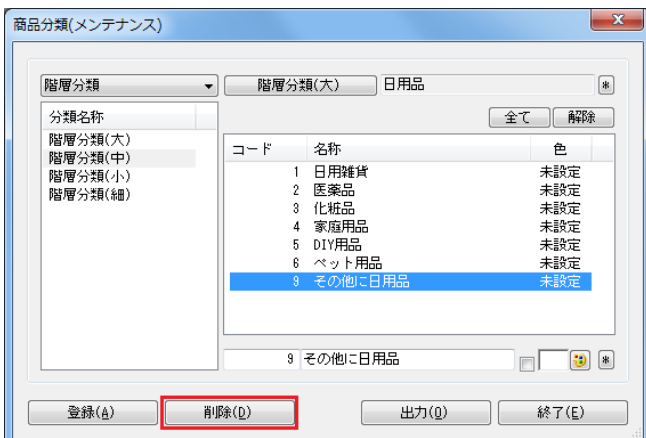 商品分類(メンテナンス)
階層分類
階層分類(大) 日用品 *
分類名称
階層分類(大)
階層分類(中)
階層分類(小)
階層分類(細)
全て 解除
コード 名称 色
1 日用雑貨 未設定
2 医薬品 未設定
3 化粧品 未設定
4 家庭用品 未設定
5 DIY用品 未設定
6 ペット用品 未設定
9 その他に日用品 未設定
9 その他に日用品 *
登録(A) 削除(D) 出力(O) 終了(E)